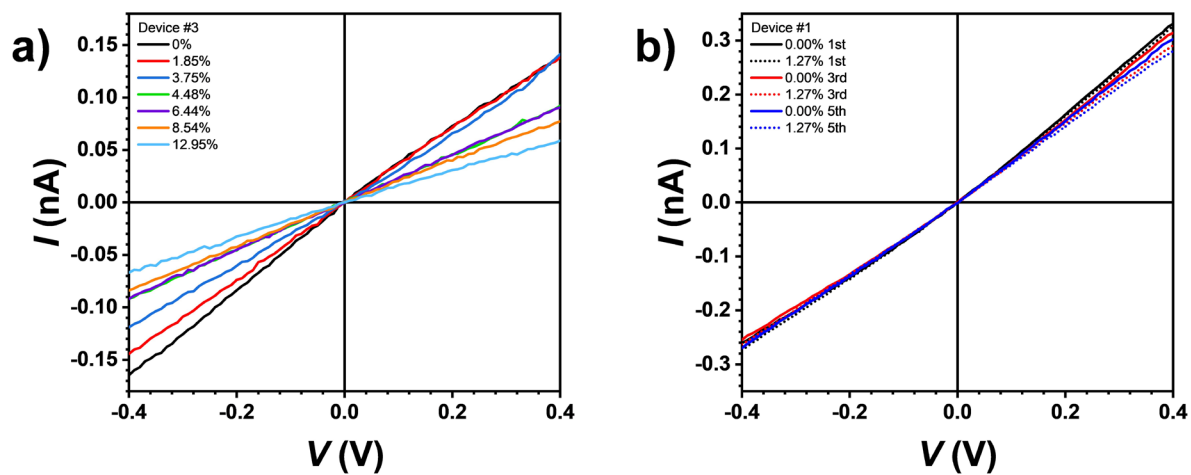 a)
Device #3
0%
1.85%
3.75%
4.48%
6.44%
8.54%
12.95%
0.15
0.10
0.05
0.00
-0.05
-0.10
-0.15
I (nA)
-0.4 -0.2 0.0 0.2 0.4
V (V)
b)
Device #1
0.00% 1st
1.27% 1st
0.00% 3rd
1.27% 3rd
0.00% 5th
1.27% 5th
0.3
0.2
0.1
0.0
-0.1
-0.2
-0.3
I (nA)
-0.4 -0.2 0.0 0.2 0.4
V (V)